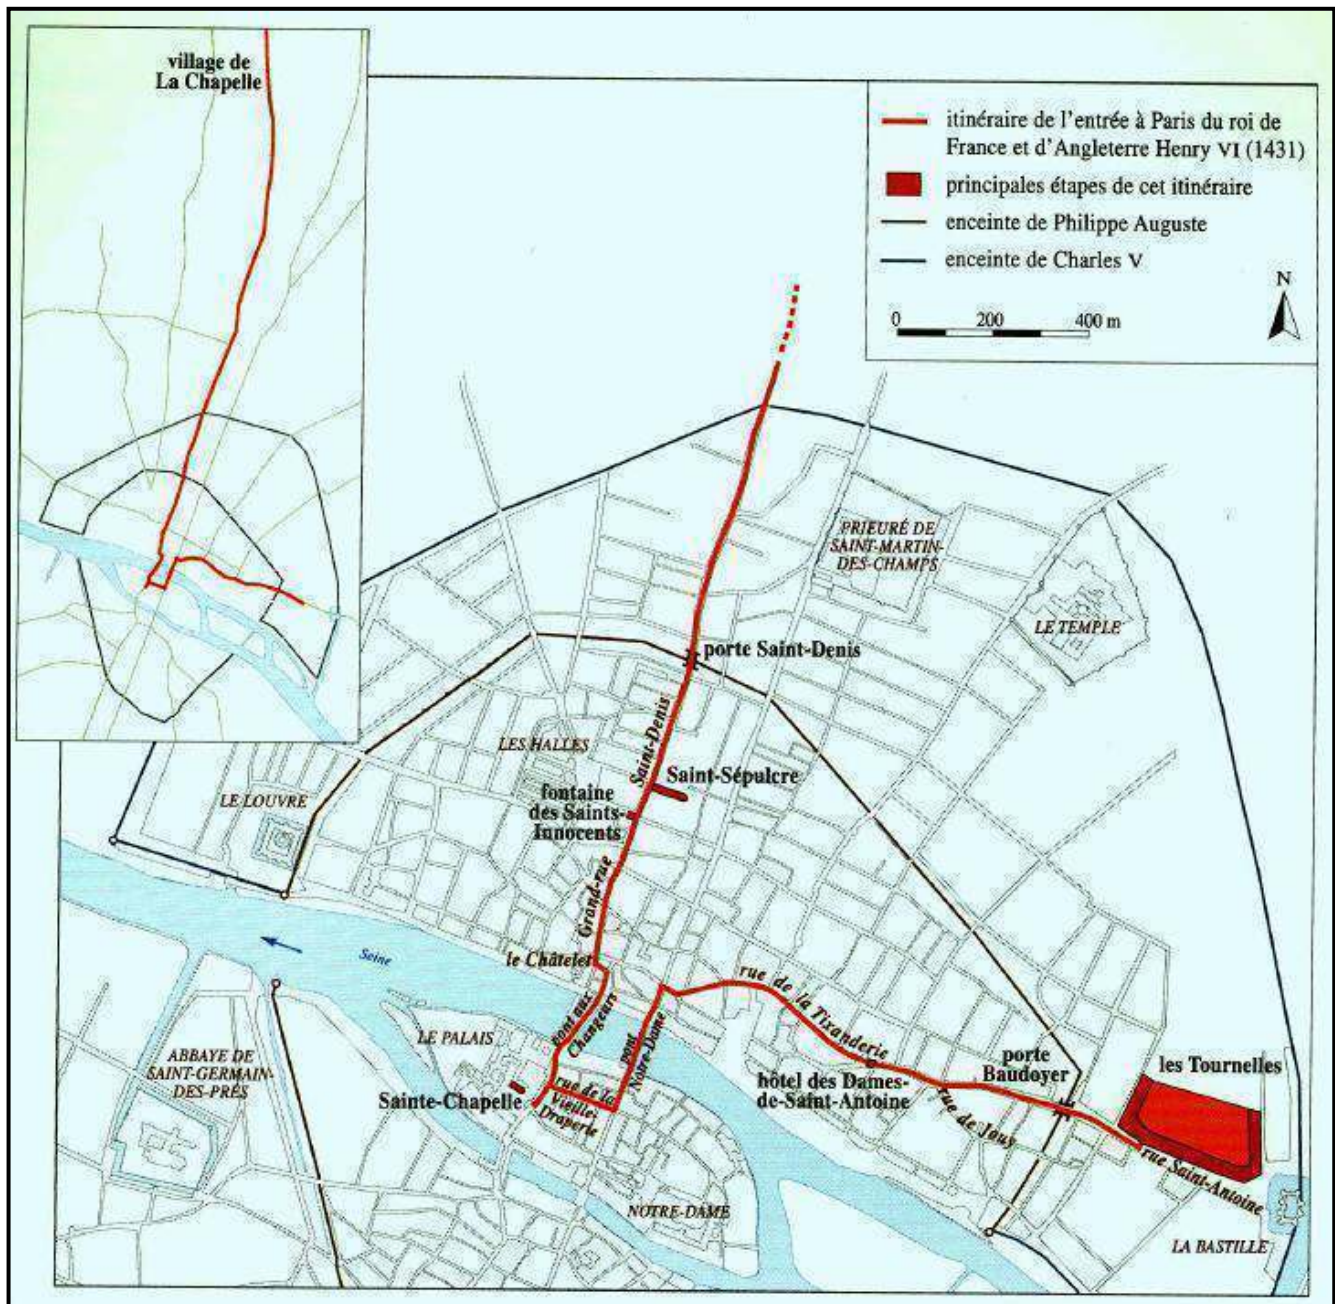 village de
La Chapelle
itinéraire de l'entrée à Paris du roi de
France et d'Angleterre Henry VI (1431)
principales étapes de cet itinéraire
enceinte de Philippe Auguste
enceinte de Charles V
N
0 200 400 m
PRIEURÉ DE
SAINT-MARTIN-
DES-CHAMPS
LE TEMPLE
porte Saint-Denis
Saint-Denis
LES HALLES
Saint-Sépulcre
fontaine
des Saints-
Innocents
LE LOUVRE
Grand-rue
le Châtelet
Seine
pont aux
Changeurs
rue de la Tixanderie
LE PALAIS
pont
Notre-Dame
ABBAYE DE
SAINT-GERMAIN-
DES-PRÉS
porte
Baudoyer
les Tournelles
hôtel des Dames-
de-Saint-Antoine
Sainte-Chapelle
rue de la
Vieille-
Draperie
rue de Jouy
rue Saint-Antoine
NOTRE-DAME
LA BASTILLE